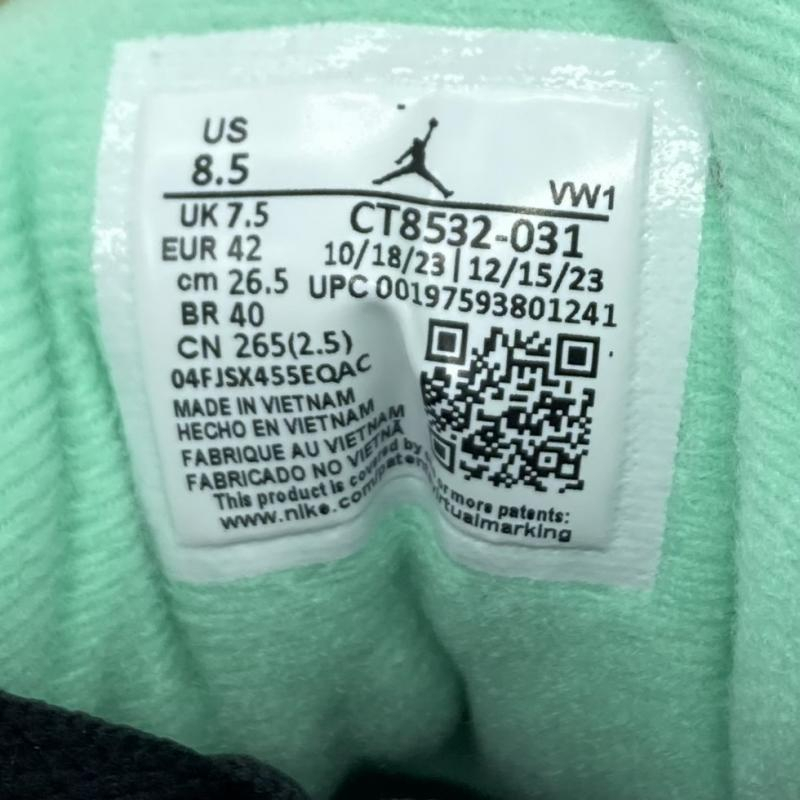 US
8.5
VW1
UK 7.5
CT8532-031
EUR 42
10/18/23 | 12/15/23
cm 26.5
UPC 00197593801241
BR 40
CN 265(2.5)
04FJSX455EQAC
MADE IN VIETNAM
HECHO EN VIETNAM
FABRIQUE AU VIETNAM
FABRICADO NO VIETNÃ
This product is covered by or more patents:
www.nike.com/patents virtualmarking